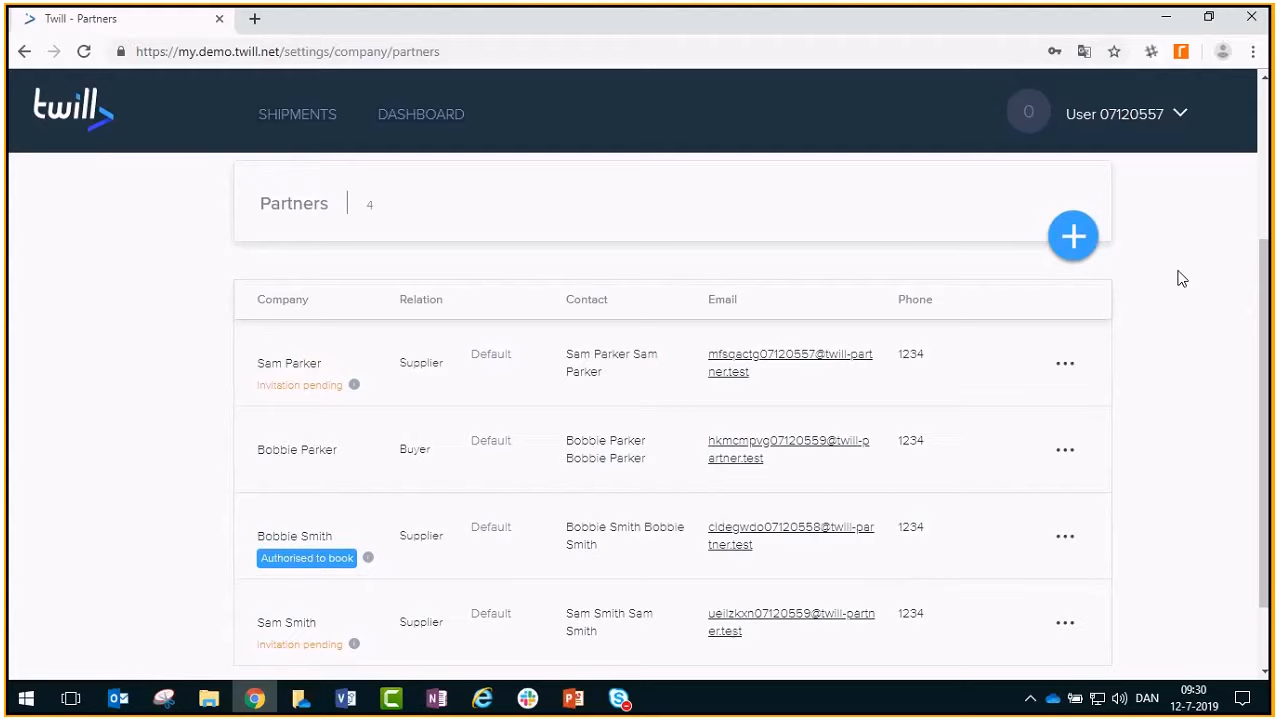 Twill - Partners
https://my.demo.twill.net/settings/company/partners
twill
SHIPMENTS
DASHBOARD
0
User 07120557
Partners
4
Company
Relation
Contact
Email
Phone
Sam Parker
Invitation pending
Supplier
Default
Sam Parker Sam
Parker
mfsqactg07120557@twill-part
ner.test
1234
Bobbie Parker
Buyer
Default
Bobbie Parker
Bobbie Parker
hkmcmpvg07120559@twill-p
artner.test
1234
Bobbie Smith
Authorised to book
Supplier
Default
Bobbie Smith Bobbie
Smith
cldegwdo07120558@twill-par
tner.test
1234
Sam Smith
Invitation pending
Supplier
Default
Sam Smith Sam
Smith
ueilzkxn07120559@twill-partn
er.test
1234
DAN
09:30
12-7-2019